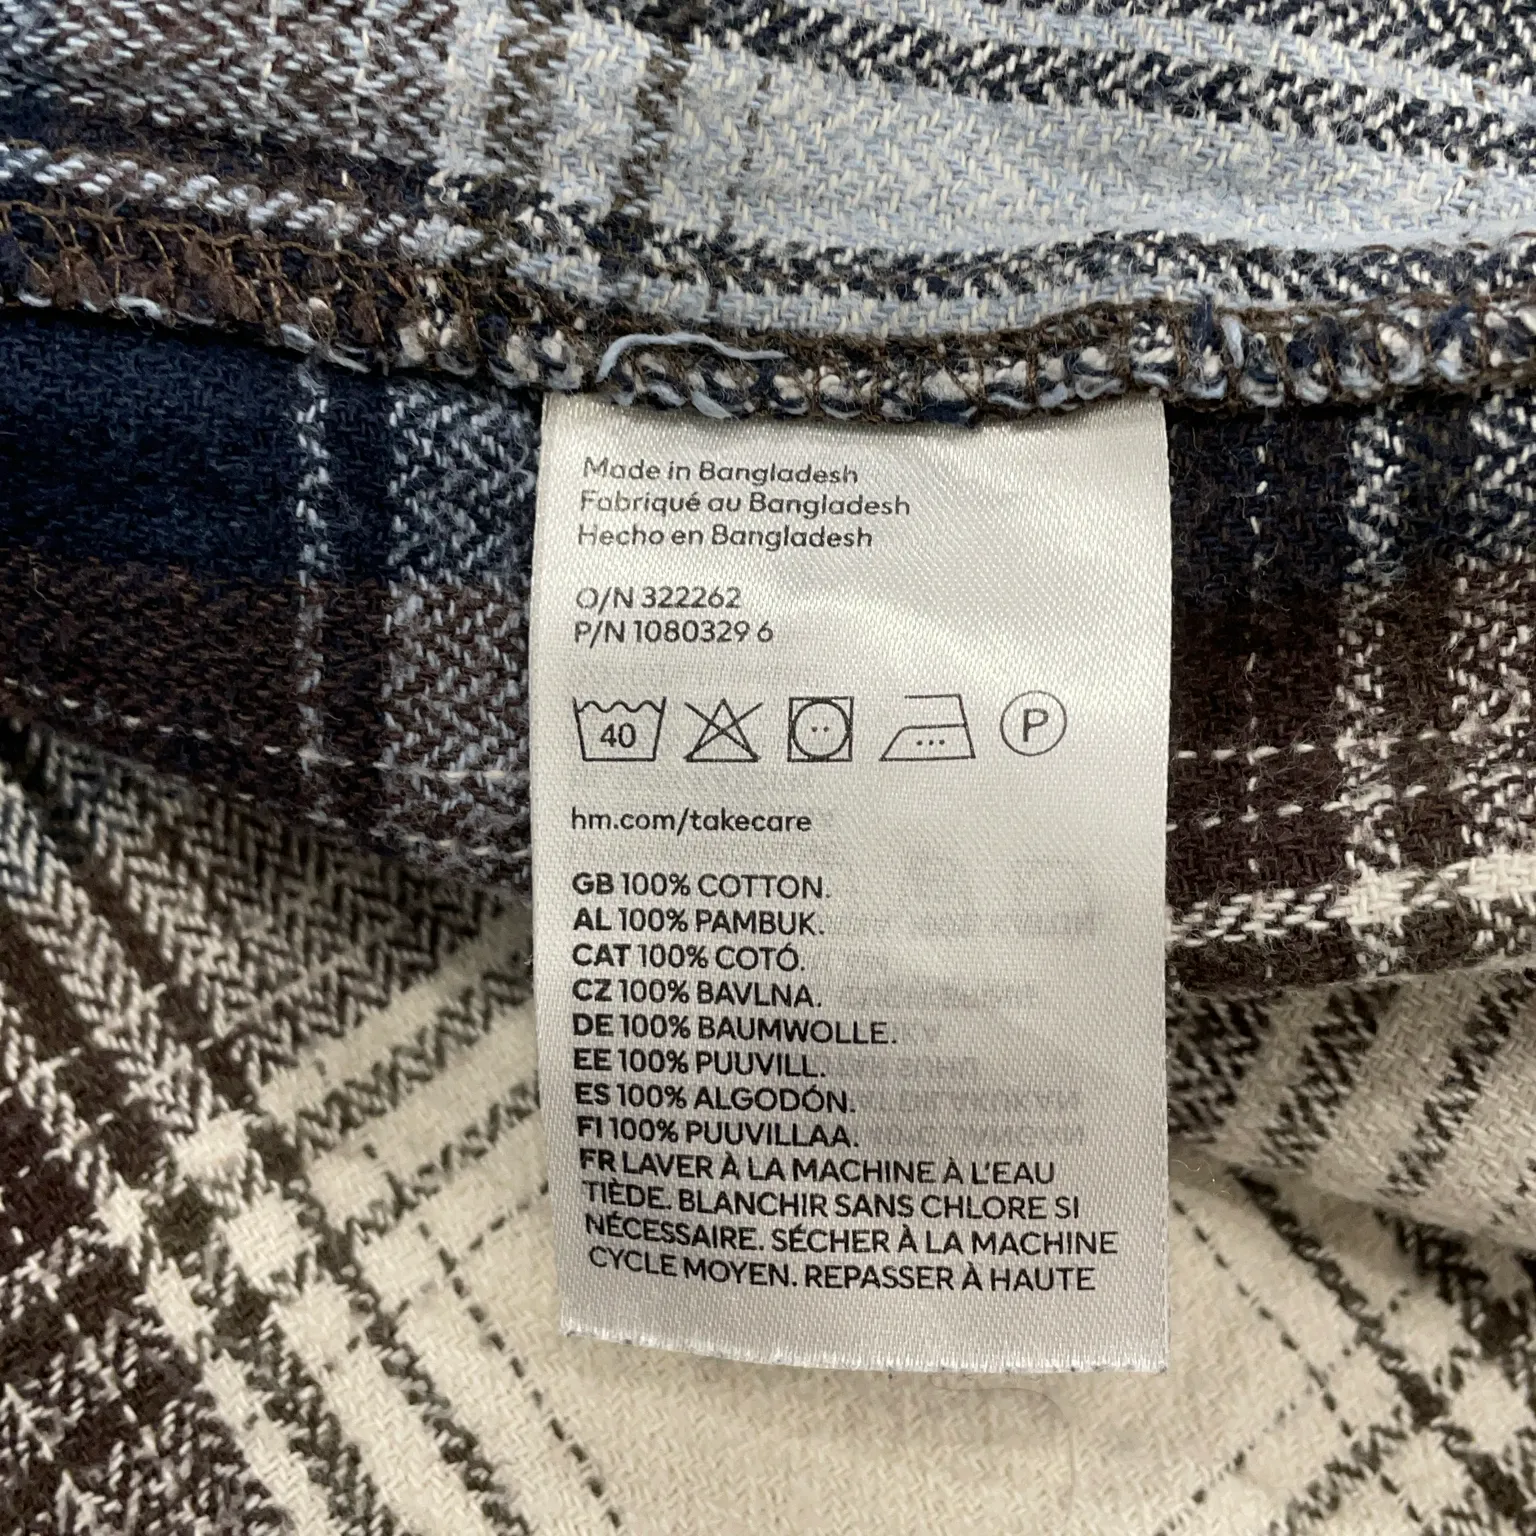 Made in Bangladesh
Fabriqué au Bangladesh
Hecho en Bangladesh
O/N 322262
P/N 1080329 6
40
P
hm.com/takecare
GB 100% COTTON.
AL 100% PAMBUK.
CAT 100% COTÓ.
CZ 100% BAVLNA.
DE 100% BAUMWOLLE.
EE 100% PUUVILL.
ES 100% ALGODÓN.
FI 100% PUUVILLAA.
FR LAVER À LA MACHINE À L'EAU
TIÈDE. BLANCHIR SANS CHLORE SI
NÉCESSAIRE. SÉCHER À LA MACHINE
CYCLE MOYEN. REPASSER À HAUTE